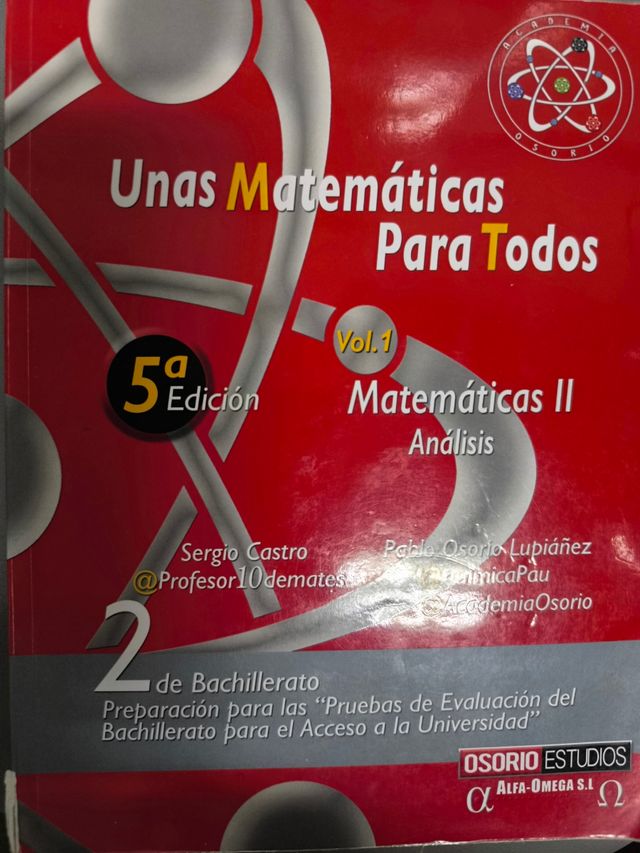 ACADEMIA
OSORIO
Unas Matemáticas
Para Todos
Vol.1
5ª
Edición
Matemáticas II
Análisis
Sergio Castro
@Profesor10demates
Pablo Osorio Lupiáñez
@AcademiaOsorio
2
de Bachillerato
Preparación para las "Pruebas de Evaluación del
Bachillerato para el Acceso a la Universidad"
OSORIO ESTUDIOS
α ALFA-OMEGA S.L Ω